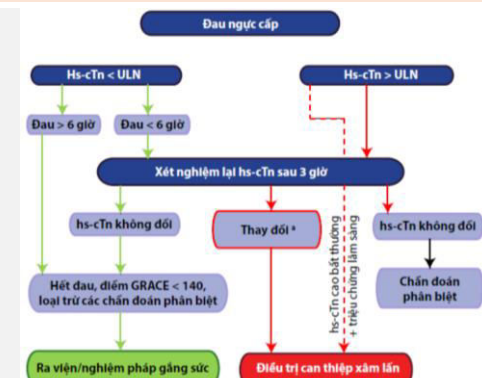 Đau ngực cấp
Hs-cTn < ULN
Hs-cTn > ULN
Đau > 6 giờ
Đau < 6 giờ
Xét nghiệm lại hs-cTn sau 3 giờ
hs-cTn không đổi
Thay đổi *
hs-cTn cao bất thường
+ triệu chứng lâm sàng
hs-cTn không đổi
Hết đau, điểm GRACE < 140,
loại trừ các chấn đoán phân biệt
Chẩn đoán
phân biệt
Ra viện/nghiệm pháp gắng sức
Điều trị can thiệp xâm lấn